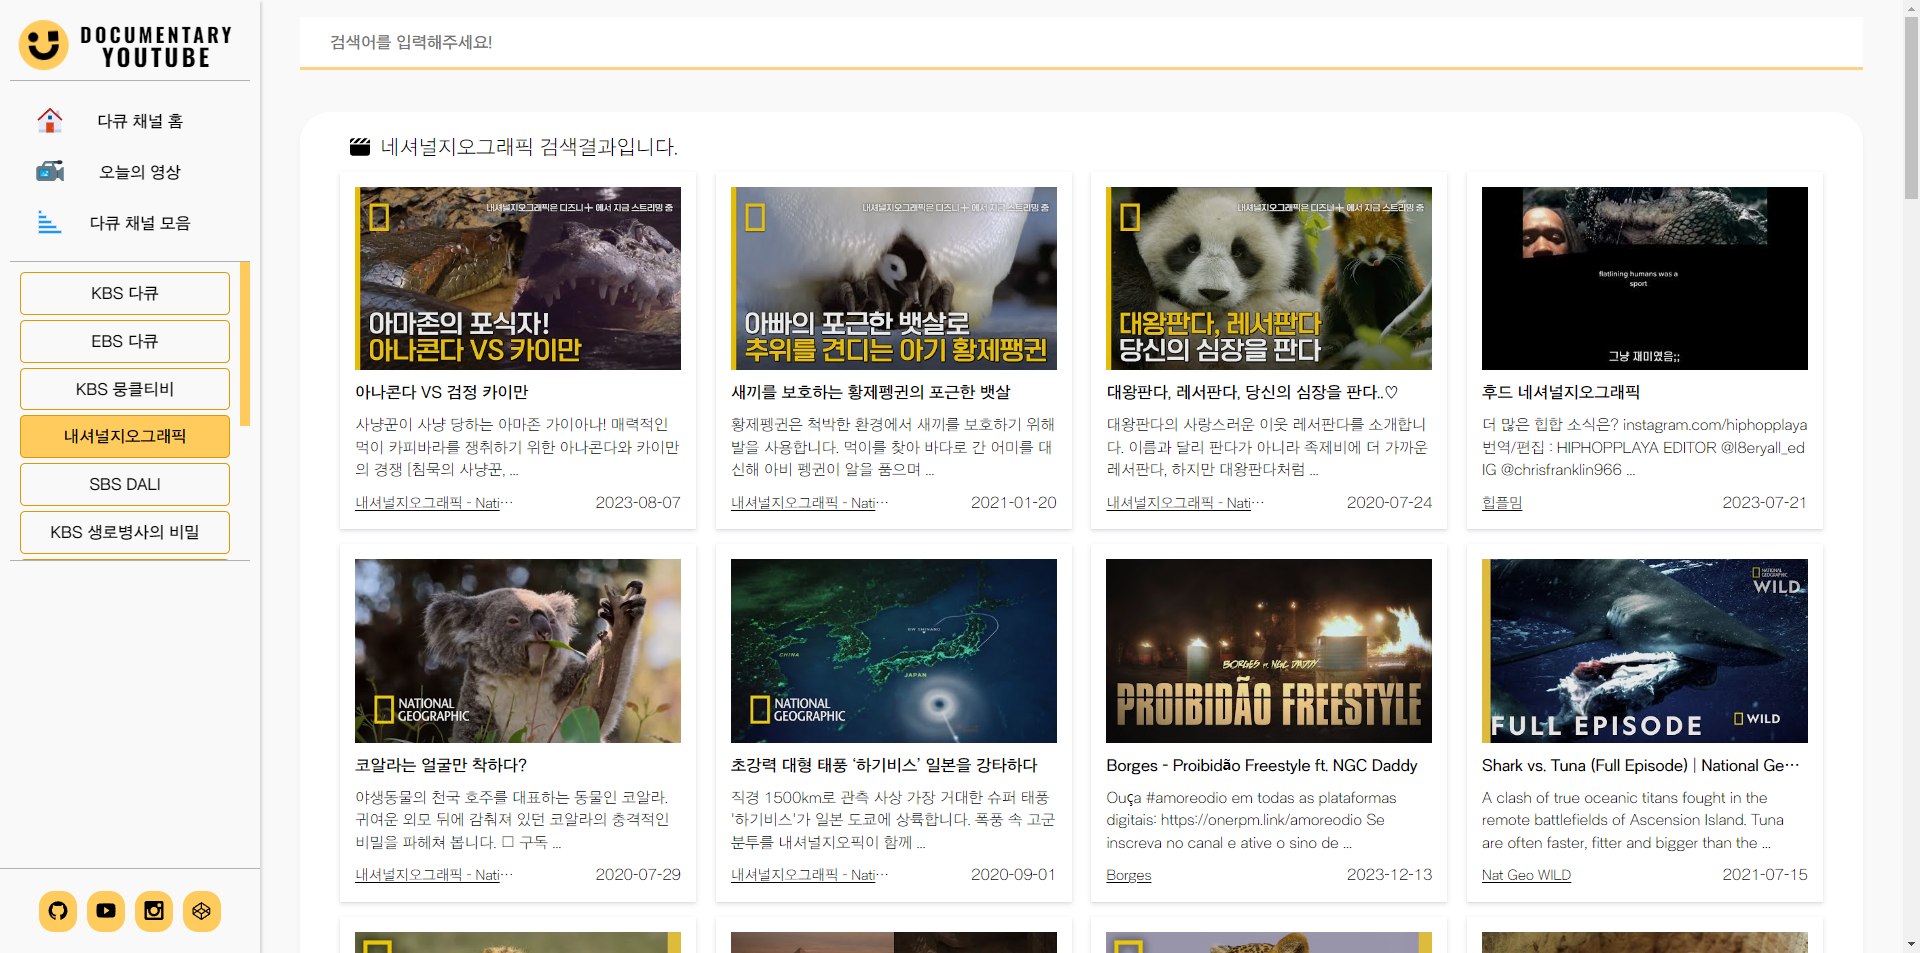 DOCUMENTARY
YOUTUBE
다큐 채널 홈
오늘의 영상
다큐 채널 모음
KBS 다큐
EBS 다큐
KBS 뭉클티비
내셔널지오그래픽
SBS DALI
KBS 생로병사의 비밀
검색어를 입력해주세요!
네셔널지오그래픽 검색결과입니다.
내셔널지오그래픽은 디즈니+ 에서 지금 스트리밍 중
아마존의 포식자!
아나콘다 VS 카이만
아나콘다 VS 검정 카이만
사냥꾼이 사냥 당하는 아마존 가이아나! 매력적인
먹이 카피바라를 쟁취하기 위한 아나콘다와 카이만
의 경쟁 [침묵의 사냥꾼, ...
내셔널지오그래픽 - Nati… 2023-08-07
내셔널지오그래픽은 디즈니+ 에서 지금 스트리밍 중
아빠의 포근한 뱃살로
추위를 견디는 아기 황제펭귄
새끼를 보호하는 황제펭귄의 포근한 뱃살
황제펭귄은 척박한 환경에서 새끼를 보호하기 위해
발을 사용합니다. 먹이를 찾아 바다로 간 어미를 대
신해 아비 펭귄이 알을 품으며 ...
내셔널지오그래픽 - Nati… 2021-01-20
내셔널지오그래픽은 디즈니+ 에서 지금 스트리밍 중
대왕판다, 레서판다
당신의 심장을 판다
대왕판다, 레서판다, 당신의 심장을 판다..♡
대왕판다의 사랑스러운 이웃 레서판다를 소개합니
다. 이름과 달리 판다가 아니라 족제비에 더 가까운
레서판다, 하지만 대왕판다처럼 ...
내셔널지오그래픽 - Nati… 2020-07-24
flatlining humans was a
sport
그냥 재미였음;;
후드 네셔널지오그래픽
더 많은 힙합 소식은? instagram.com/hiphopplaya
번역/편집 : HIPHOPPLAYA EDITOR @l8eryall_ed
IG @chrisfranklin966 ...
힙플밈 2023-07-21
NATIONAL
GEOGRAPHIC
코알라는 얼굴만 착하다?
야생동물의 천국 호주를 대표하는 동물인 코알라.
귀여운 외모 뒤에 감춰져 있던 코알라의 충격적인
비밀을 파헤쳐 봅니다. □ 구독 ...
내셔널지오그래픽 - Nati… 2020-07-29
CHINA
JAPAN
NATIONAL
GEOGRAPHIC
초강력 대형 태풍 ‘하기비스’ 일본을 강타하다
직경 1500km로 관측 사상 가장 거대한 슈퍼 태풍
'하기비스'가 일본 도쿄에 상륙합니다. 폭풍 속 고군
분투를 내셔널지오픽이 함께 ...
내셔널지오그래픽 - Nati… 2020-09-01
BORGES ft. NGC DADDY
PROIBIDÃO FREESTYLE
Borges - Proibidão Freestyle ft. NGC Daddy
Ouça #amoreodio em todas as plataformas
digitais: https://onerpm.link/amoreodio Se
inscreva no canal e ative o sino de ...
Borges 2023-12-13
NATIONAL
GEOGRAPHIC
WILD
FULL EPISODE
WILD
Shark vs. Tuna (Full Episode) | National Ge…
A clash of true oceanic titans fought in the
remote battlefields of Ascension Island. Tuna
are often faster, fitter and bigger than the ...
Nat Geo WILD 2021-07-15